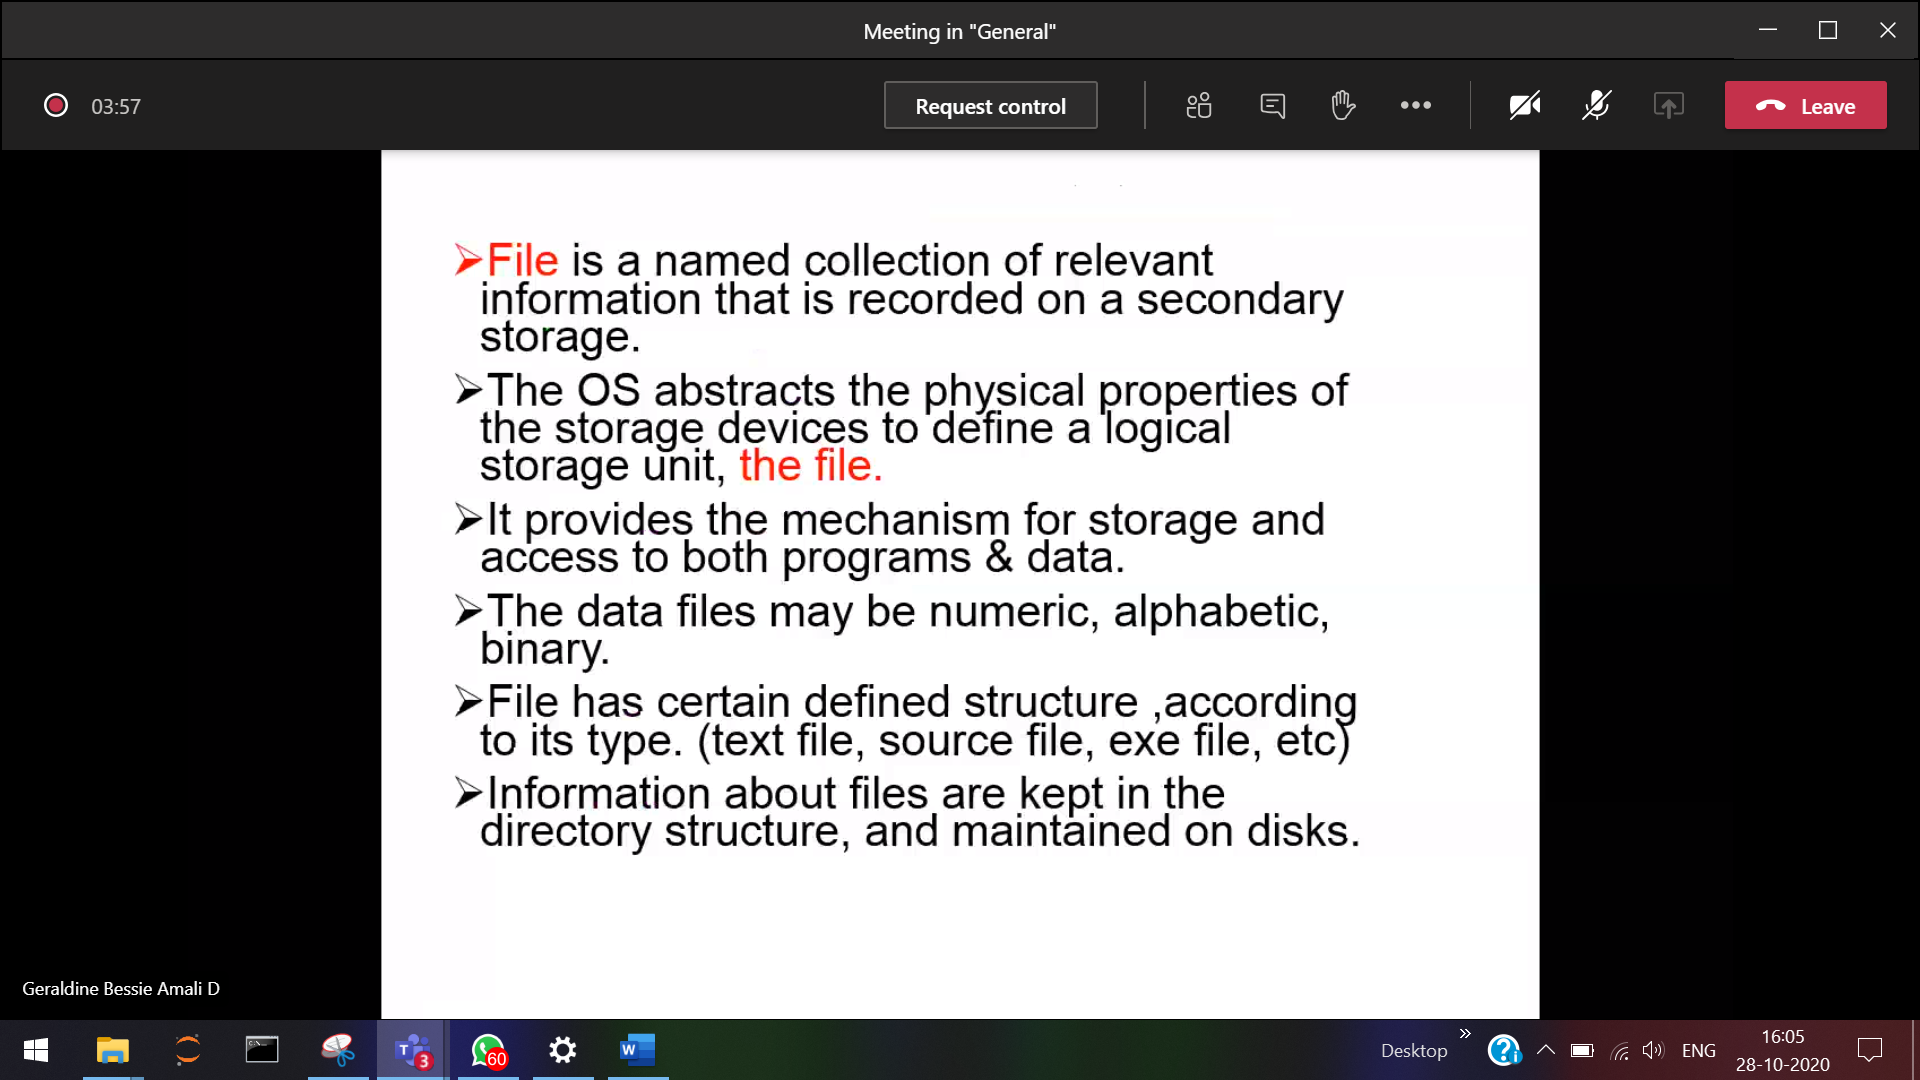 Meeting in "General"
03:57
Request control
Leave
➢File is a named collection of relevant
information that is recorded on a secondary
storage.
➢The OS abstracts the physical properties of
the storage devices to define a logical
storage unit, the file.
➢It provides the mechanism for storage and
access to both programs & data.
➢The data files may be numeric, alphabetic,
binary.
➢File has certain defined structure ,according
to its type. (text file, source file, exe file, etc)
➢Information about files are kept in the
directory structure, and maintained on disks.
Geraldine Bessie Amali D
T 3
60
W
Desktop
ENG
16:05
28-10-2020